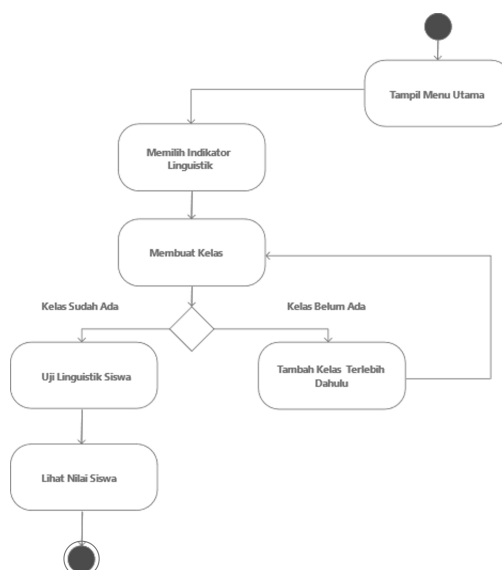 Tampil Menu Utama
Memilih Indikator
Linguistik
Membuat Kelas
Kelas Sudah Ada
Kelas Belum Ada
Uji Linguistik Siswa
Tambah Kelas Terlebih
Dahulu
Lihat Nilai Siswa